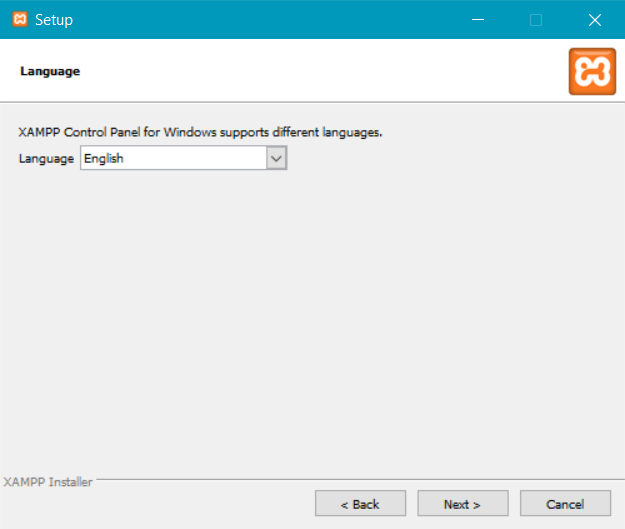 Setup
Language
XAMPP Control Panel for Windows supports different languages.
Language English
XAMPP Installer
< Back Next > Cancel